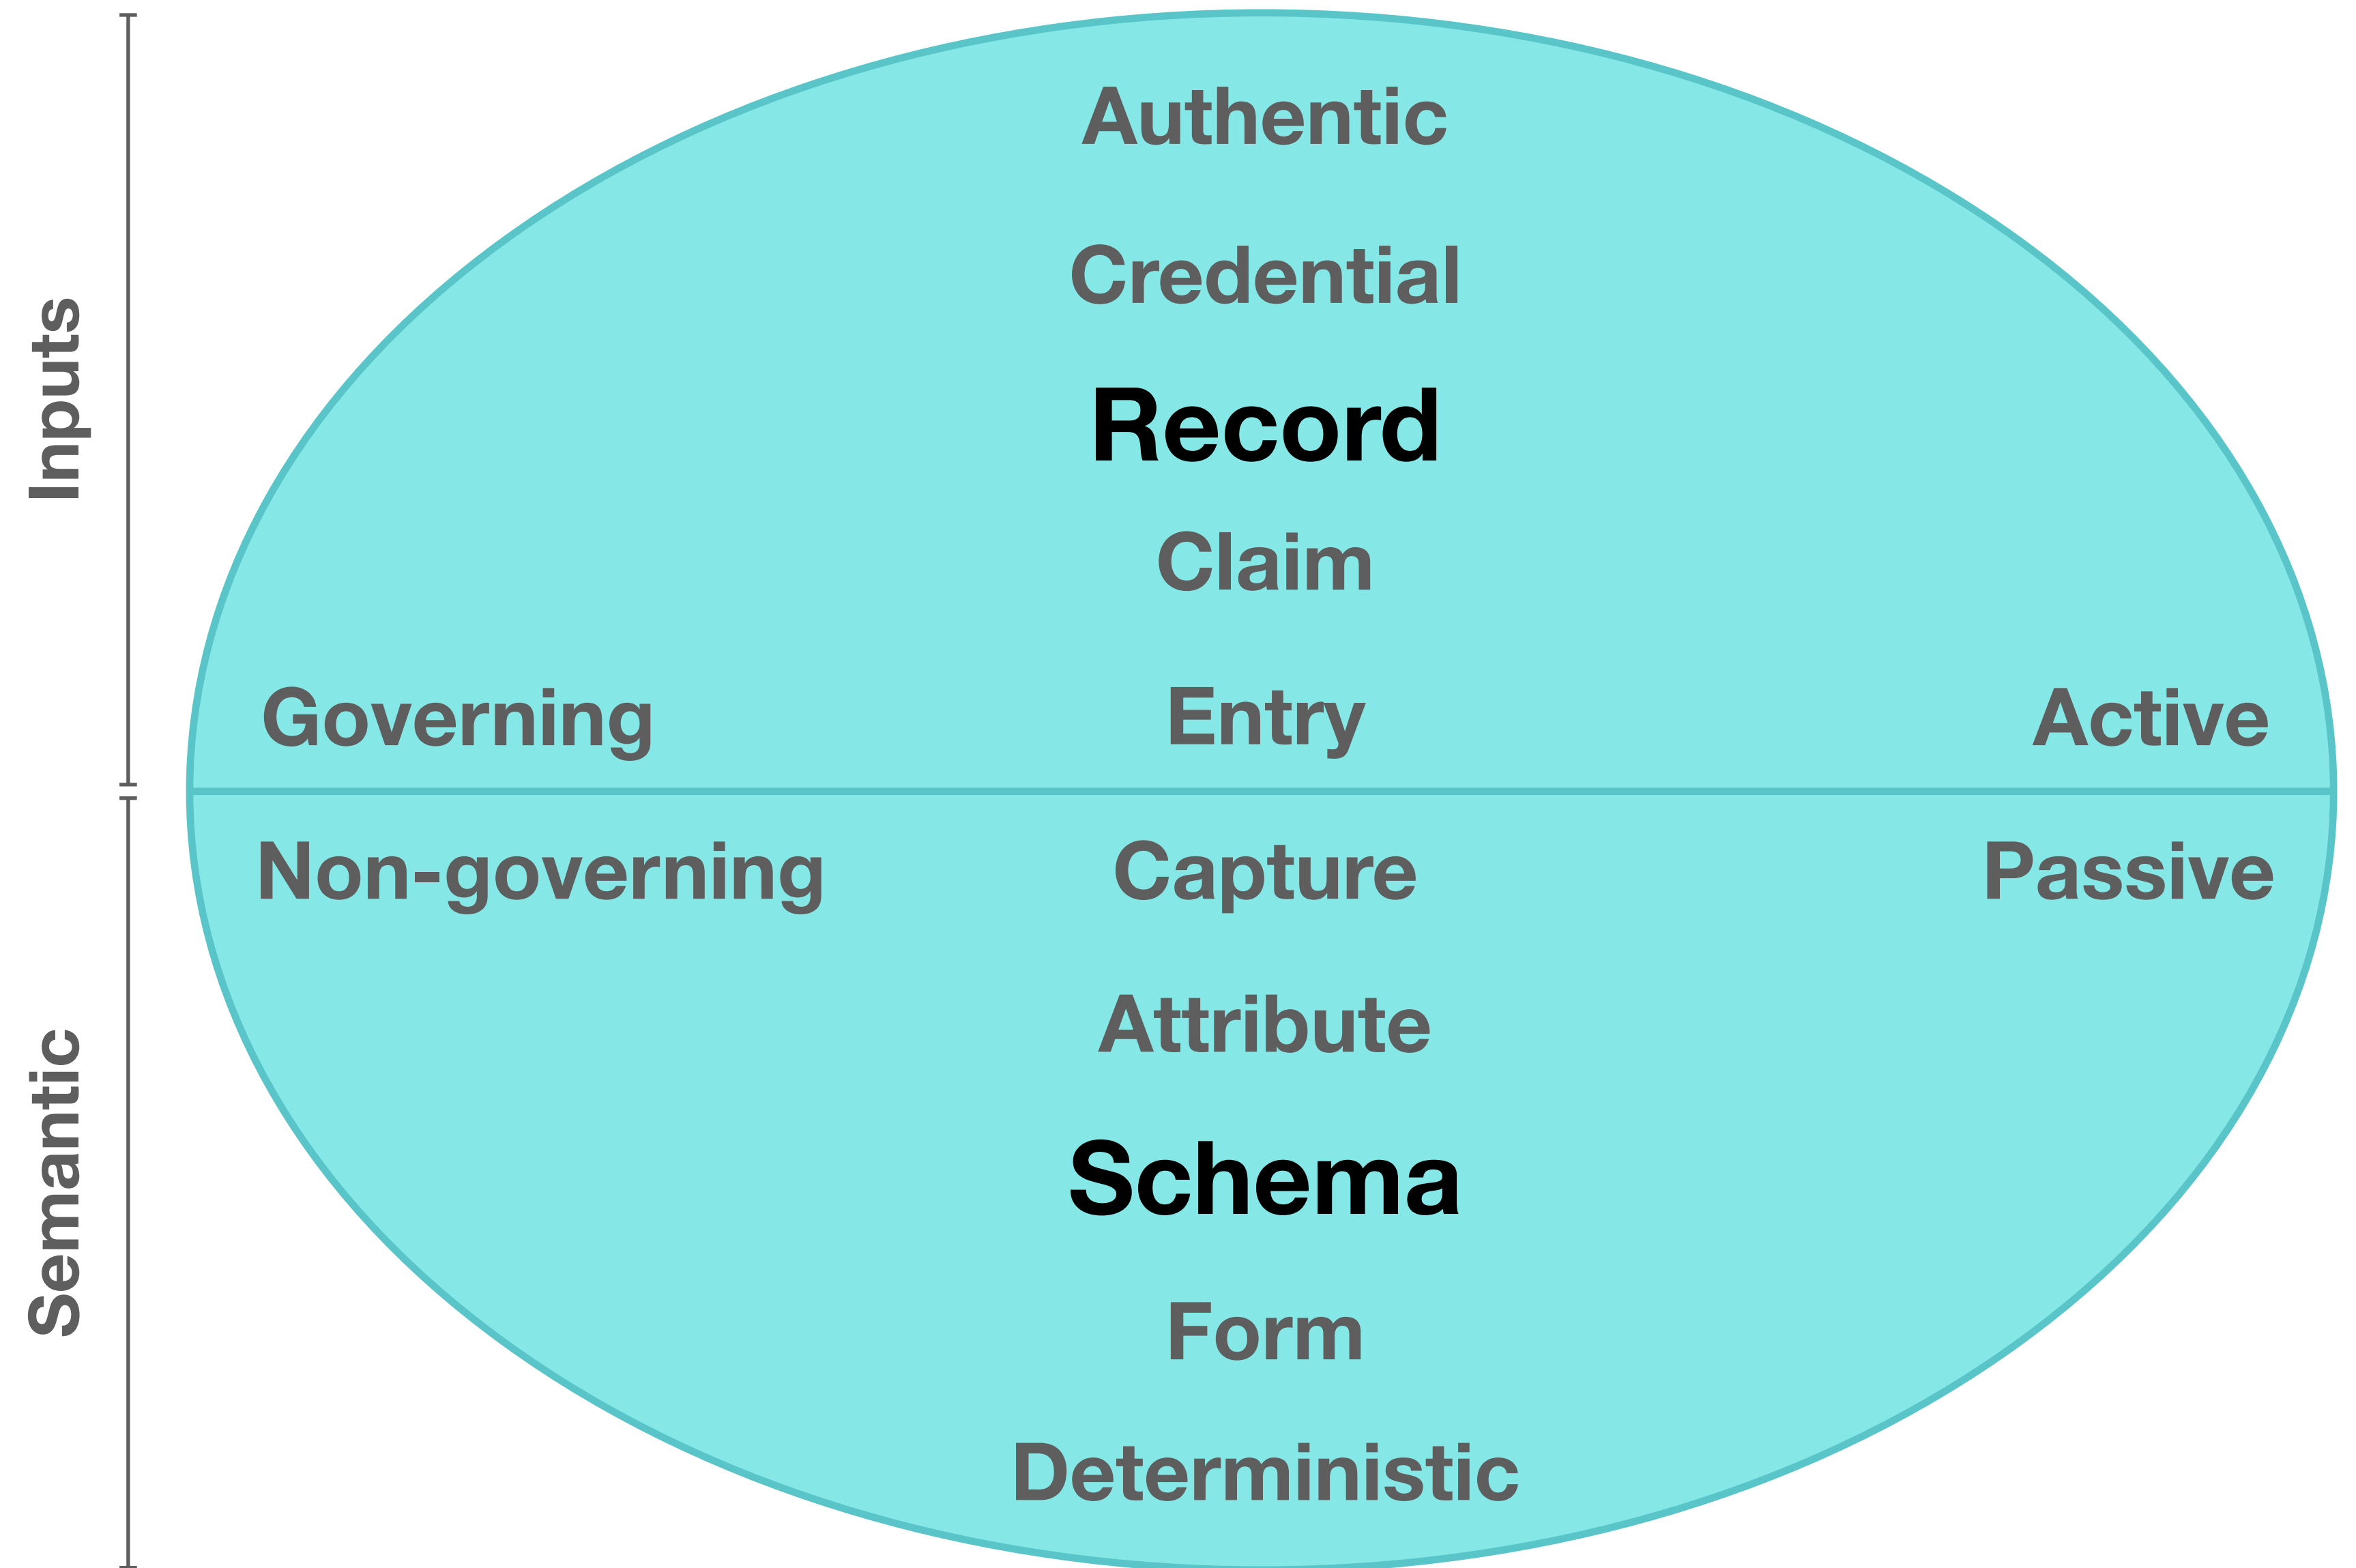 Inputs
Authentic
Credential
Record
Claim
Governing Entry Active
Semantic
Non-governing Capture Passive
Attribute
Schema
Form
Deterministic